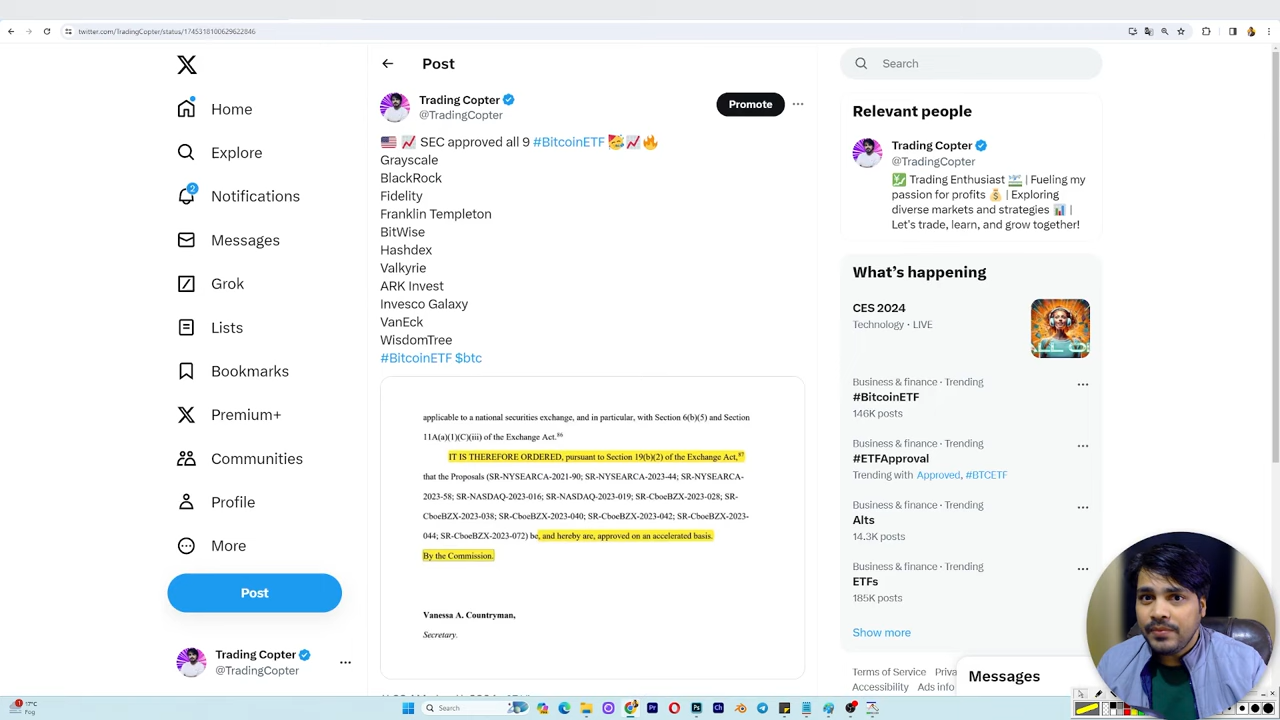 twitter.com/TradingCopter/status/1745318100629622846
Post
Search
Home
Explore
2
Notifications
Messages
Grok
Lists
Bookmarks
Premium+
Communities
Profile
More
Post
Trading Copter
@TradingCopter
Trading Copter
@TradingCopter
Promote
🇺🇸 📈 SEC approved all 9 #BitcoinETF 🥳📈🔥
Grayscale
BlackRock
Fidelity
Franklin Templeton
BitWise
Hashdex
Valkyrie
ARK Invest
Invesco Galaxy
VanEck
WisdomTree
#BitcoinETF $btc
applicable to a national securities exchange, and in particular, with Section 6(b)(5) and Section
11A(a)(1)(C)(iii) of the Exchange Act.86
IT IS THEREFORE ORDERED, pursuant to Section 19(b)(2) of the Exchange Act,87
that the Proposals (SR-NYSEARCA-2021-90; SR-NYSEARCA-2023-44; SR-NYSEARCA-
2023-58; SR-NASDAQ-2023-016; SR-NASDAQ-2023-019; SR-CboeBZX-2023-028; SR-
CboeBZX-2023-038; SR-CboeBZX-2023-040; SR-CboeBZX-2023-042; SR-CboeBZX-2023-
044; SR-CboeBZX-2023-072) be, and hereby are, approved on an accelerated basis.
By the Commission.
Vanessa A. Countryman,
Secretary.
Relevant people
Trading Copter
@TradingCopter
💹 Trading Enthusiast 💹 | Fueling my
passion for profits 💰 | Exploring
diverse markets and strategies 📊 |
Let's trade, learn, and grow together!
What's happening
CES 2024
Technology · LIVE
Business & finance · Trending
#BitcoinETF
146K posts
Business & finance · Trending
#ETFApproval
Trending with Approved, #BTCETF
Business & finance · Trending
Alts
14.3K posts
Business & finance · Trending
ETFs
185K posts
Show more
Terms of Service Priva
Accessibility Ads info
Messages
17°C
Fog
Search